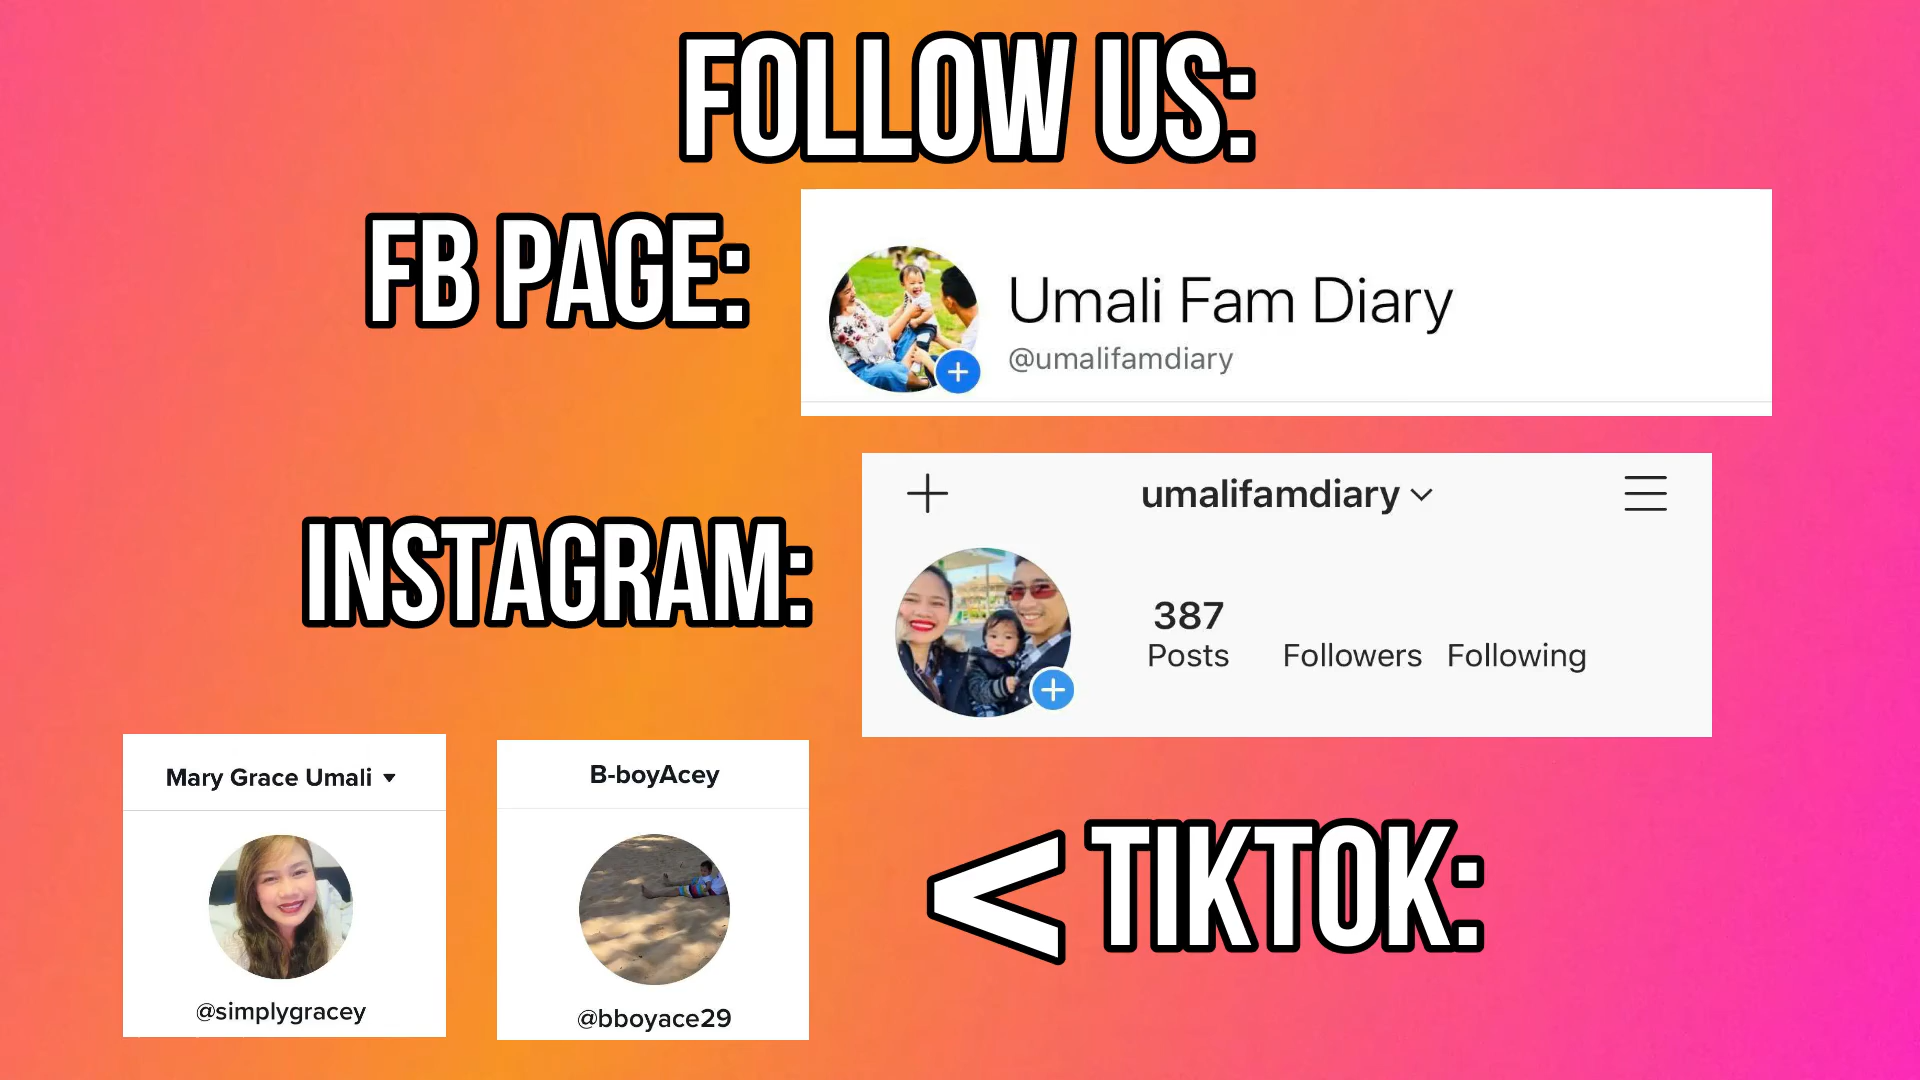 FOLLOW US:
FB PAGE:
Umali Fam Diary
@umalifamdiary
INSTAGRAM:
umalifamdiary
387
Posts Followers Following
Mary Grace Umali
@simplygracey
B-boyAcey
@bboyace29
< TIKTOK: